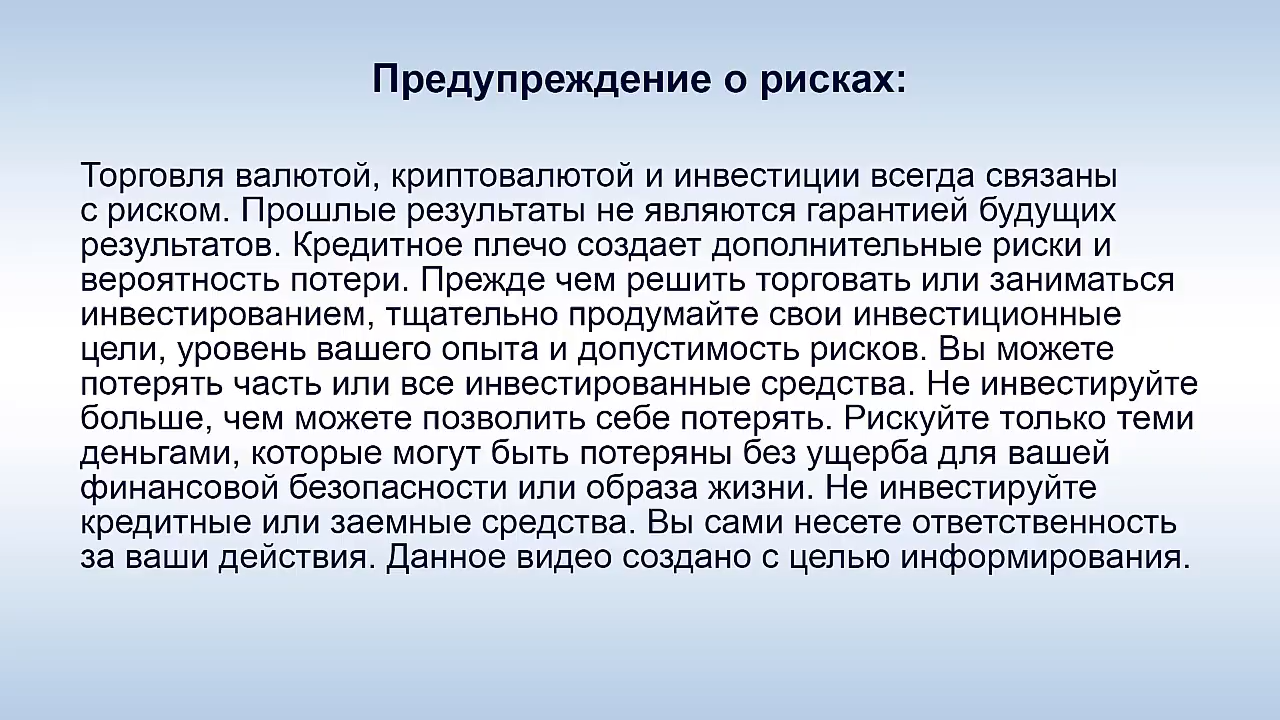 Предупреждение о рисках:
Торговля валютой, криптовалютой и инвестиции всегда связаны
с риском. Прошлые результаты не являются гарантией будущих
результатов. Кредитное плечо создает дополнительные риски и
вероятность потери. Прежде чем решить торговать или заниматься
инвестированием, тщательно продумайте свои инвестиционные
цели, уровень вашего опыта и допустимость рисков. Вы можете
потерять часть или все инвестированные средства. Не инвестируйте
больше, чем можете позволить себе потерять. Рискуйте только теми
деньгами, которые могут быть потеряны без ущерба для вашей
финансовой безопасности или образа жизни. Не инвестируйте
кредитные или заемные средства. Вы сами несете ответственность
за ваши действия. Данное видео создано с целью информирования.